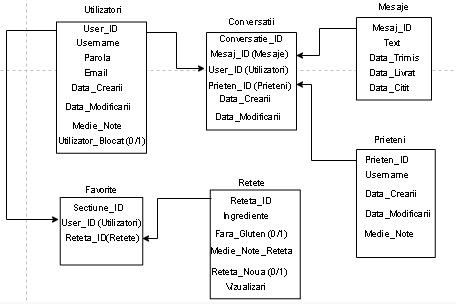 Utilizatori
User_ID
Username
Parola
Email
Data_Crearii
Data_Modificarii
Medie_Note
Utilizator_Blocat (0/1)
Conversatii
Conversatie_ID
Mesaj_ID (Mesaje)
User_ID (Utilizatori)
Prieten_ID (Prieteni)
Data_Crearii
Data_Modificarii
Mesaje
Mesaj_ID
Text
Data_Trimis
Data_Livrat
Data_Citit
Prieteni
Prieten_ID
Username
Data_Crearii
Data_Modificarii
Medie_Note
Favorite
Sectiune_ID
User_ID (Utilizatori)
Reteta_ID(Retete)
Retete
Reteta_ID
Ingrediente
Fara_Gluten (0/1)
Medie_Note_Reteta
Reteta_Noua (0/1)
Vizualizari